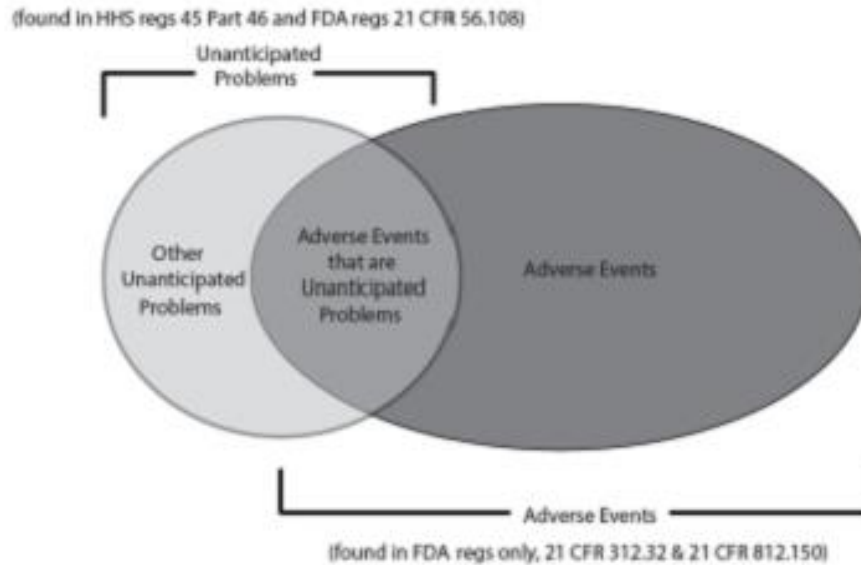 (found in HHS regs 45 Part 46 and FDA regs 21 CFR 56.108)
Unanticipated
Problems
Other
Unanticipated
Problems
Adverse Events
that are
Unanticipated
Problems
Adverse Events
Adverse Events
(found in FDA regs only, 21 CFR 312.32 & 21 CFR 812.150)